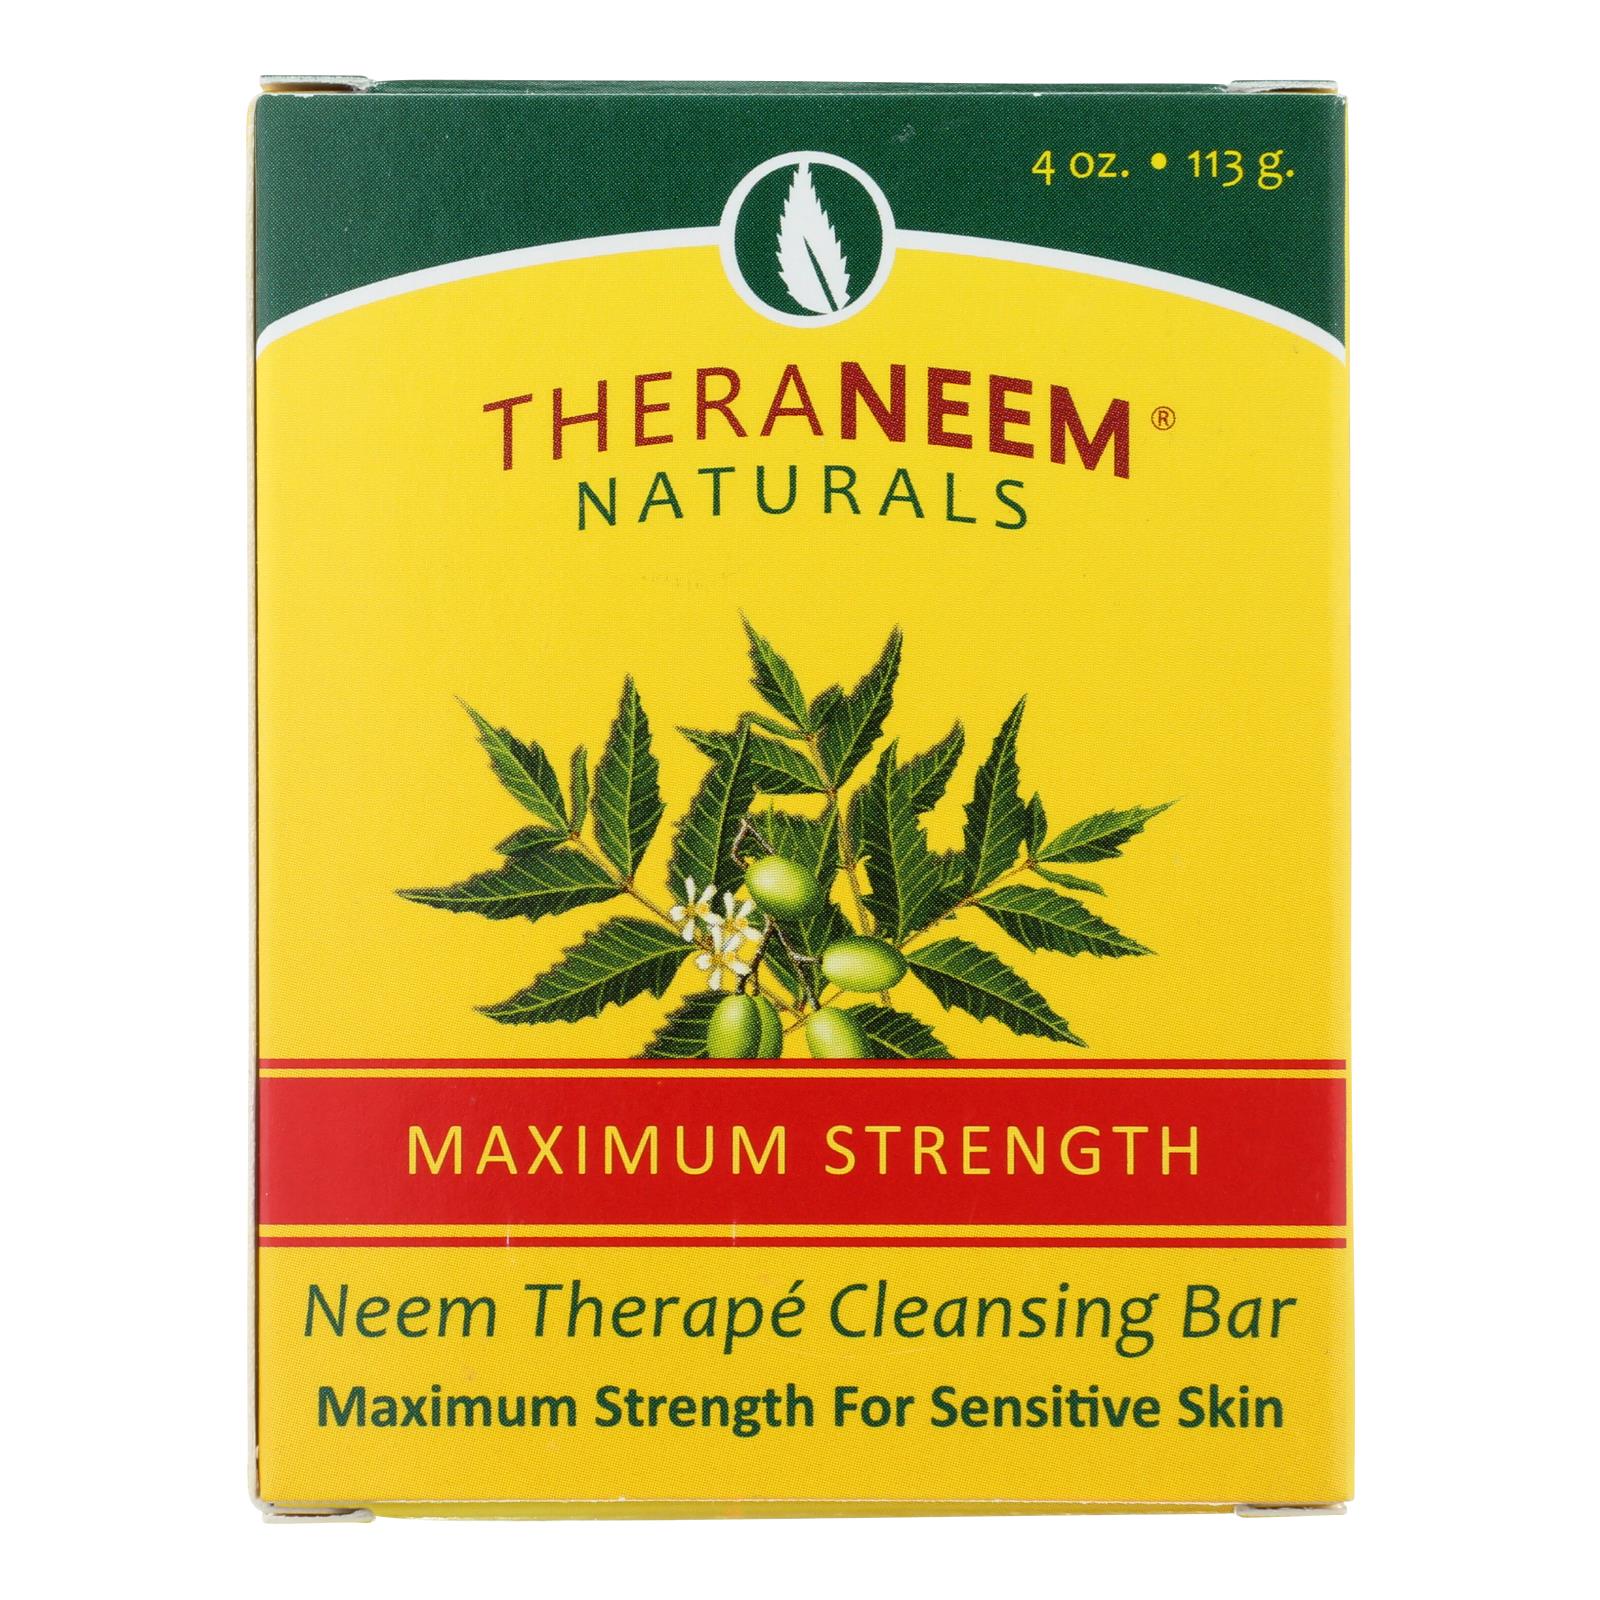 4 oz. • 113 g.
THERANEEM®
NATURALS
MAXIMUM STRENGTH
Neem Therapé Cleansing Bar
Maximum Strength For Sensitive Skin